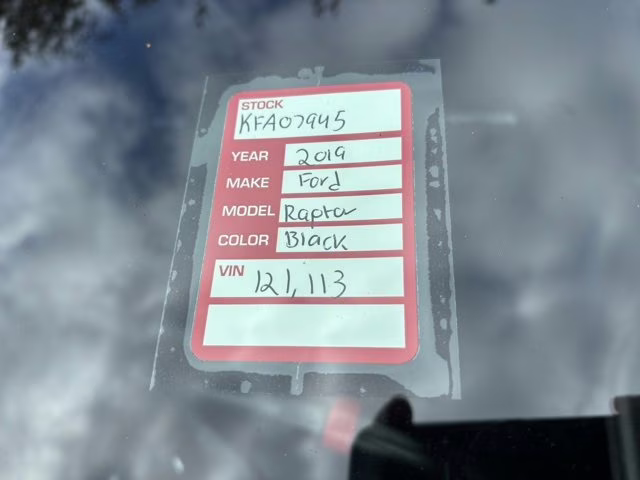 STOCK
KFA07945
YEAR 2019
MAKE Ford
MODEL Raptor
COLOR Black
VIN 121,113